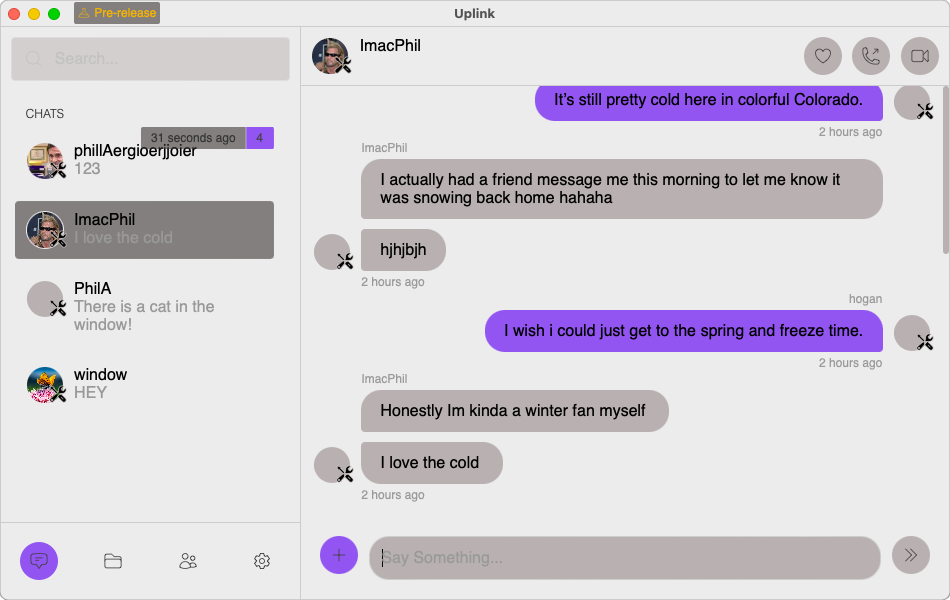 Pre-release
Uplink
Search...
CHATS
31 seconds ago 4
phillAergioerjjoier
123
ImacPhil
I love the cold
PhilA
There is a cat in the
window!
window
HEY
ImacPhil
It's still pretty cold here in colorful Colorado.
2 hours ago
ImacPhil
I actually had a friend message me this morning to let me know it
was snowing back home hahaha
hjhjbjh
2 hours ago
hogan
I wish i could just get to the spring and freeze time.
2 hours ago
ImacPhil
Honestly Im kinda a winter fan myself
I love the cold
2 hours ago
Say Something...